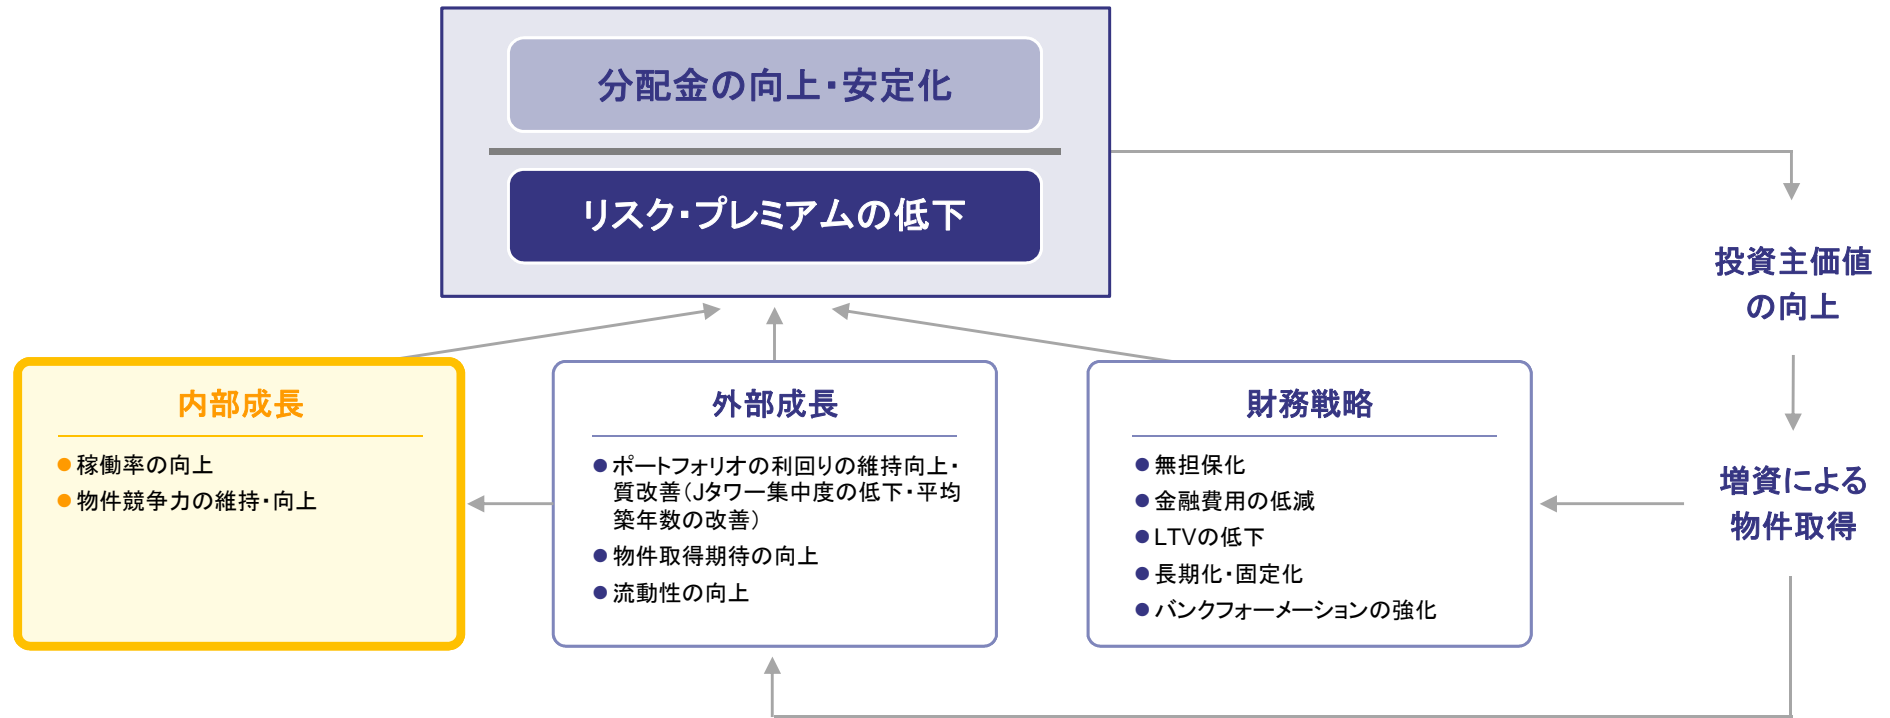 分配金の向上・安定化
リスク・プレミアムの低下
投資主価値
の向上
内部成長
●稼働率の向上
●物件競争力の維持・向上
外部成長
●ポートフォリオの利回りの維持向上・
質改善(Jタワー集中度の低下・平均
築年数の改善)
●物件取得期待の向上
●流動性の向上
財務戦略
●無担保化
●金融費用の低減
●LTVの低下
●長期化・固定化
●バンクフォーメーションの強化
増資による
物件取得